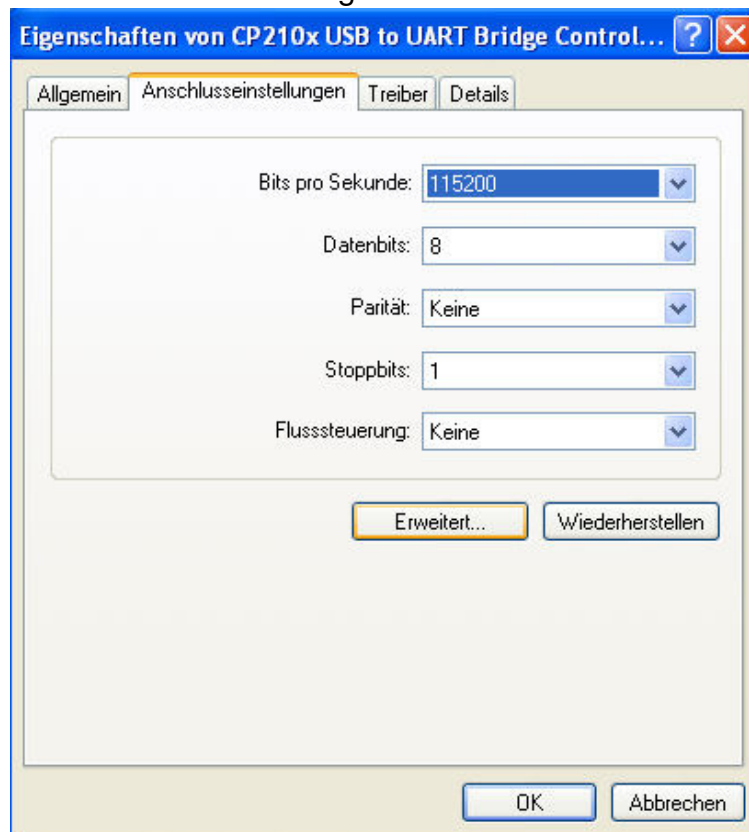 Eigenschaften von CP210x USB to UART Bridge Control...
Allgemein Anschlusseinstellungen Treiber Details
Bits pro Sekunde: 115200
Datenbits: 8
Parität: Keine
Stoppbits: 1
Flusssteuerung: Keine
Erweitert... Wiederherstellen
OK Abbrechen